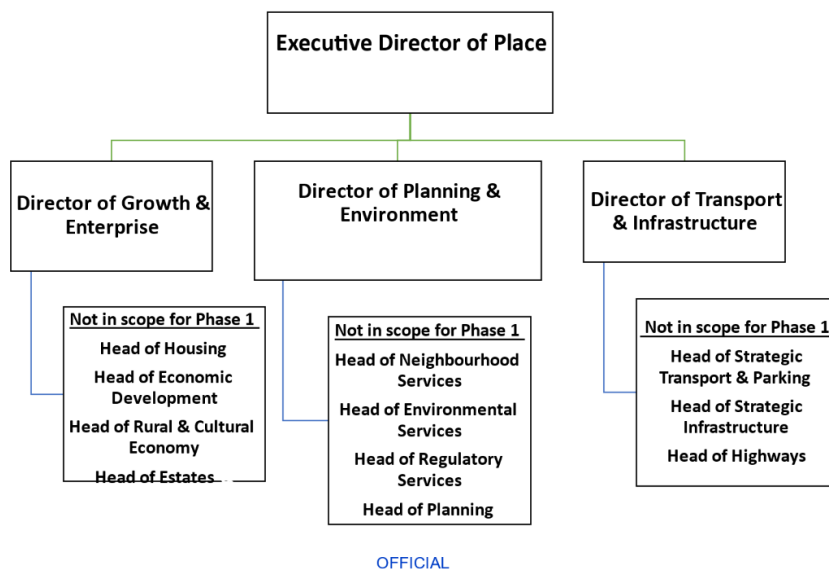 Executive Director of Place
Director of Growth &
Enterprise
Director of Planning &
Environment
Director of Transport
& Infrastructure
Not in scope for Phase 1
Head of Housing
Head of Economic
Development
Head of Rural & Cultural
Economy
Head of Estates
Not in scope for Phase 1
Head of Neighbourhood
Services
Head of Environmental
Services
Head of Regulatory
Services
Head of Planning
Not in scope for Phase 1
Head of Strategic
Transport & Parking
Head of Strategic
Infrastructure
Head of Highways
OFFICIAL